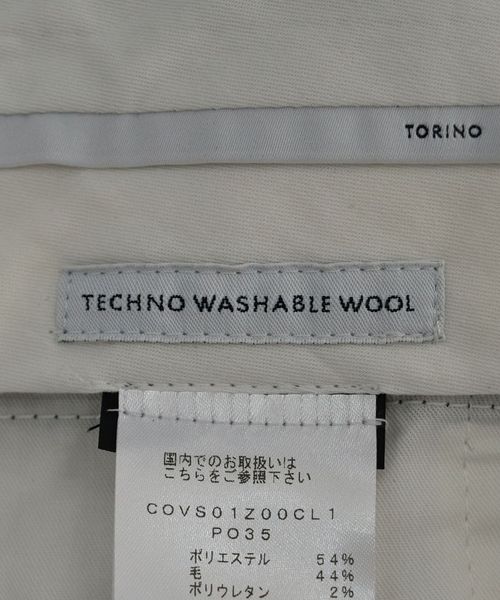 TORINO
TECHNO WASHABLE WOOL
国内でのお取扱いは
こちらをご参照下さい
COVS01Z00CL1
PO35
ポリエステル 54%
毛 44%
ポリウレタン 2%